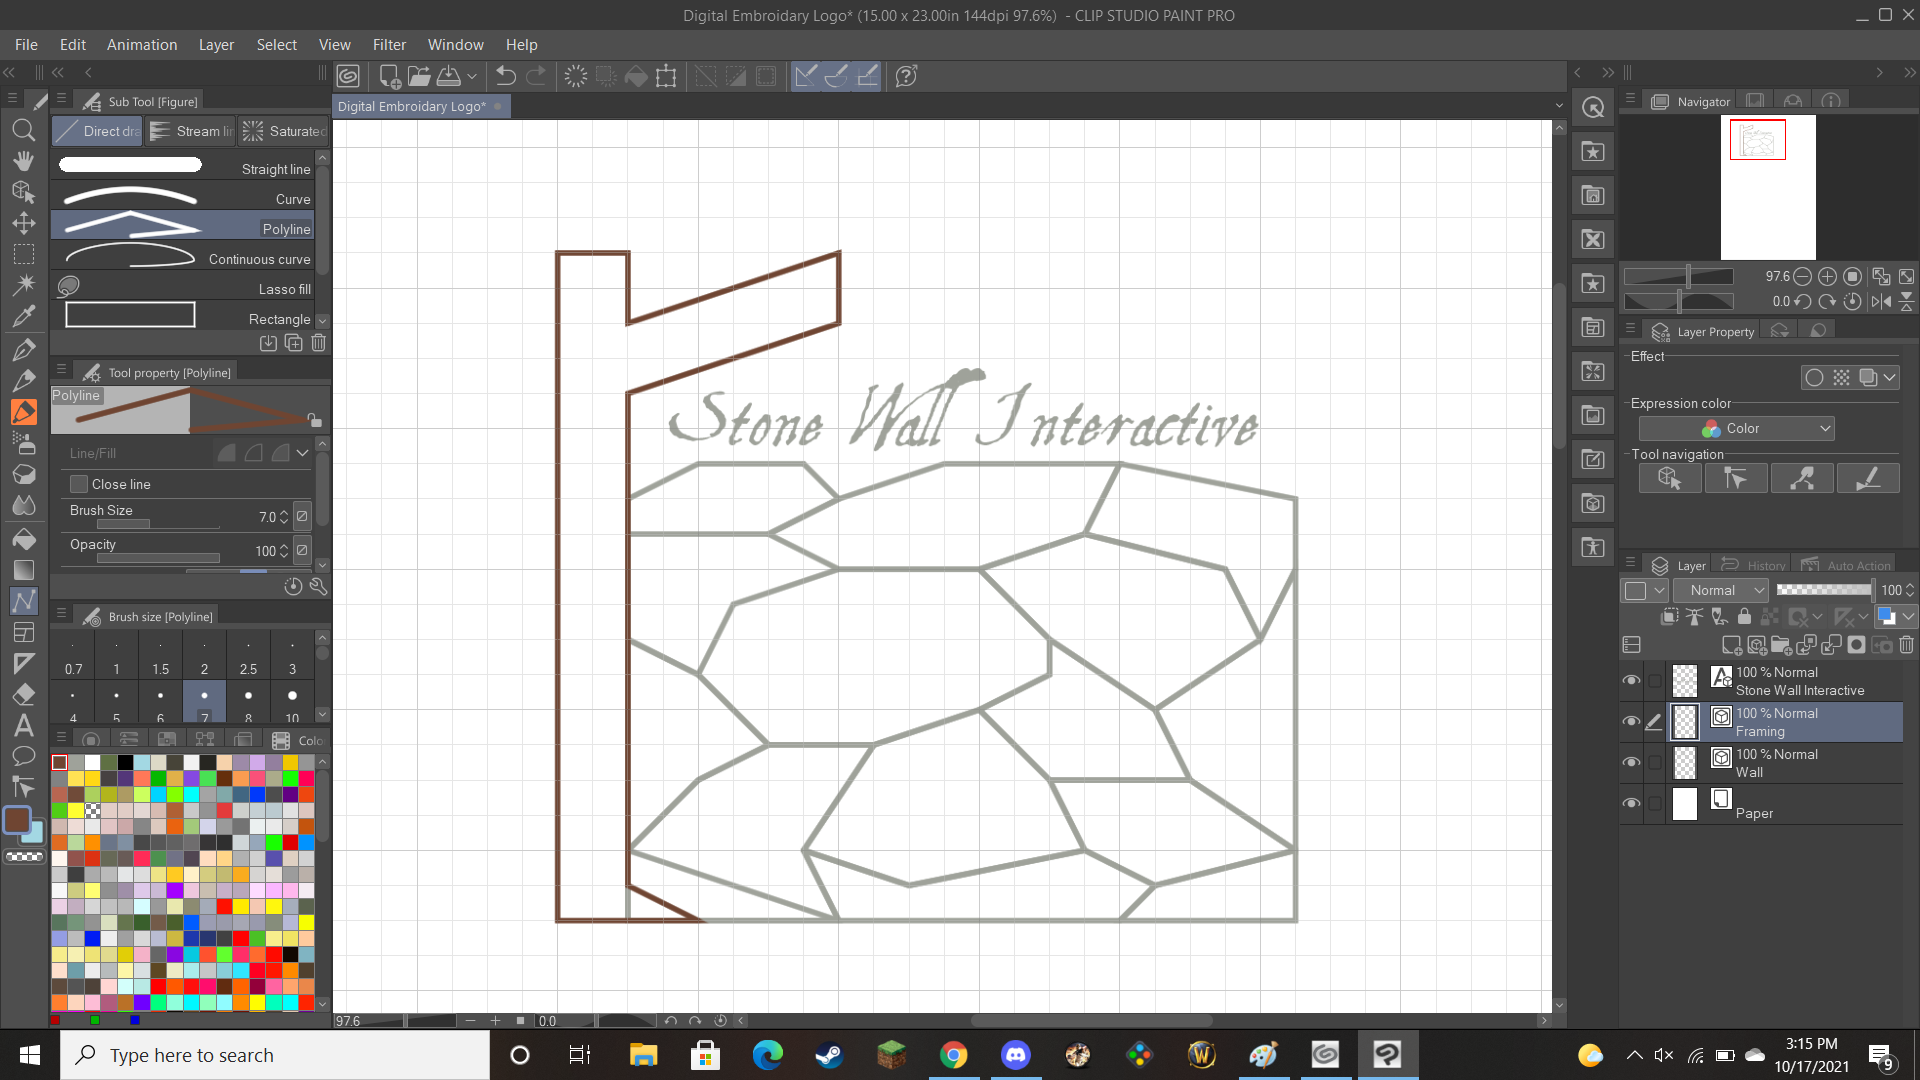 Digital Embroidary Logo* (15.00 x 23.00in 144dpi 97.6%) - CLIP STUDIO PAINT PRO
File Edit Animation Layer Select View Filter Window Help
Sub Tool [Figure]
Direct dra Stream lin Saturated
Straight line
Curve
Polyline
Continuous curve
Lasso fill
Rectangle
Tool property [Polyline]
Polyline
Line/Fill
Close line
Brush Size 7.0
Opacity 100
Brush size [Polyline]
0.7 1 1.5 2 2.5 3
4 5 6 7 8 10
Colo
Digital Embroidary Logo*
Stone Wall Interactive
97.6 0.0
Navigator
97.6
0.0
Layer Property
Effect
Expression color
Color
Tool navigation
Layer History Auto Action
Normal 100
100 % Normal
Stone Wall Interactive
100 % Normal
Framing
100 % Normal
Wall
Paper
Type here to search
3:15 PM
10/17/2021
9